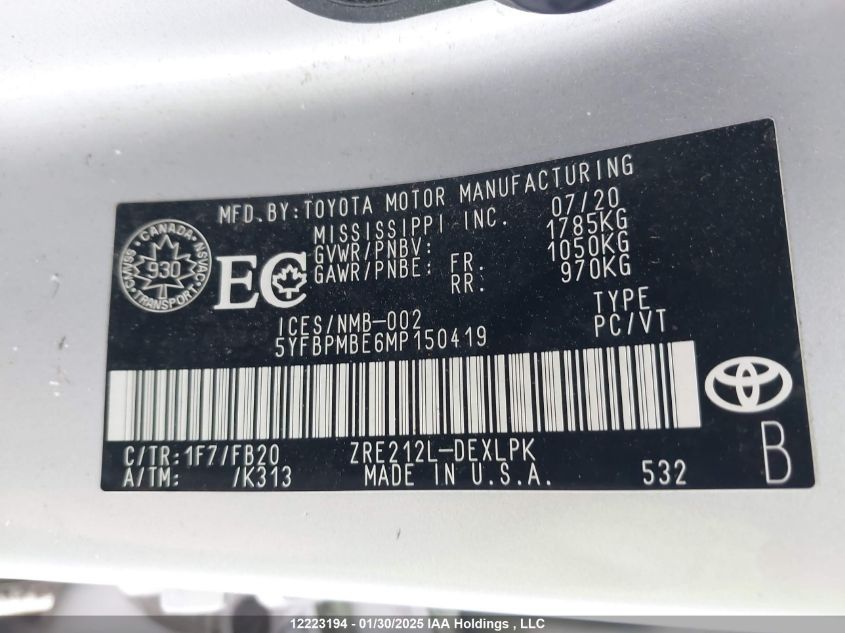 MFD.BY:TOYOTA MOTOR MANUFACTURING
MISSISSIPPI INC. 07/20
GVWR/PNBV: 1785KG
GAWR/PNBE: FR. 1050KG
RR. 970KG
CANADA
CMVSS 930 NSVAC
TRANSPORT
EC
ICES/NMB-002 TYPE
5YFBPMBE6MP150419 PC/VT
C/TR:1F7/FB20 ZRE212L-DEXLPK
A/TM: /K313 MADE IN U.S.A. 532
B
12223194 - 01/30/2025 IAA Holdings , LLC